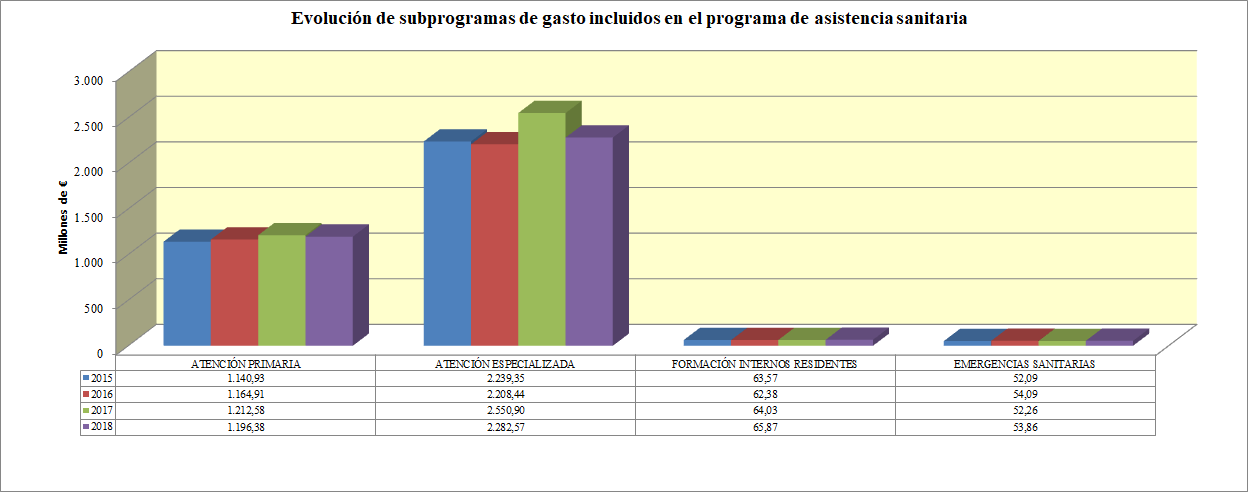 Evolución de subprogramas de gasto incluidos en el programa de asistencia sanitaria
Millones de €
3.000
2.500
2.000
1.500
1.000
500
0
ATENCIÓN PRIMARIA ATENCIÓN ESPECIALIZADA FORMACIÓN INTERNOS RESIDENTES EMERGENCIAS SANITARIAS
2015 1.140,93 2.239,35 63,57 52,09
2016 1.164,91 2.208,44 62,38 54,09
2017 1.212,58 2.550,90 64,03 52,26
2018 1.196,38 2.282,57 65,87 53,86